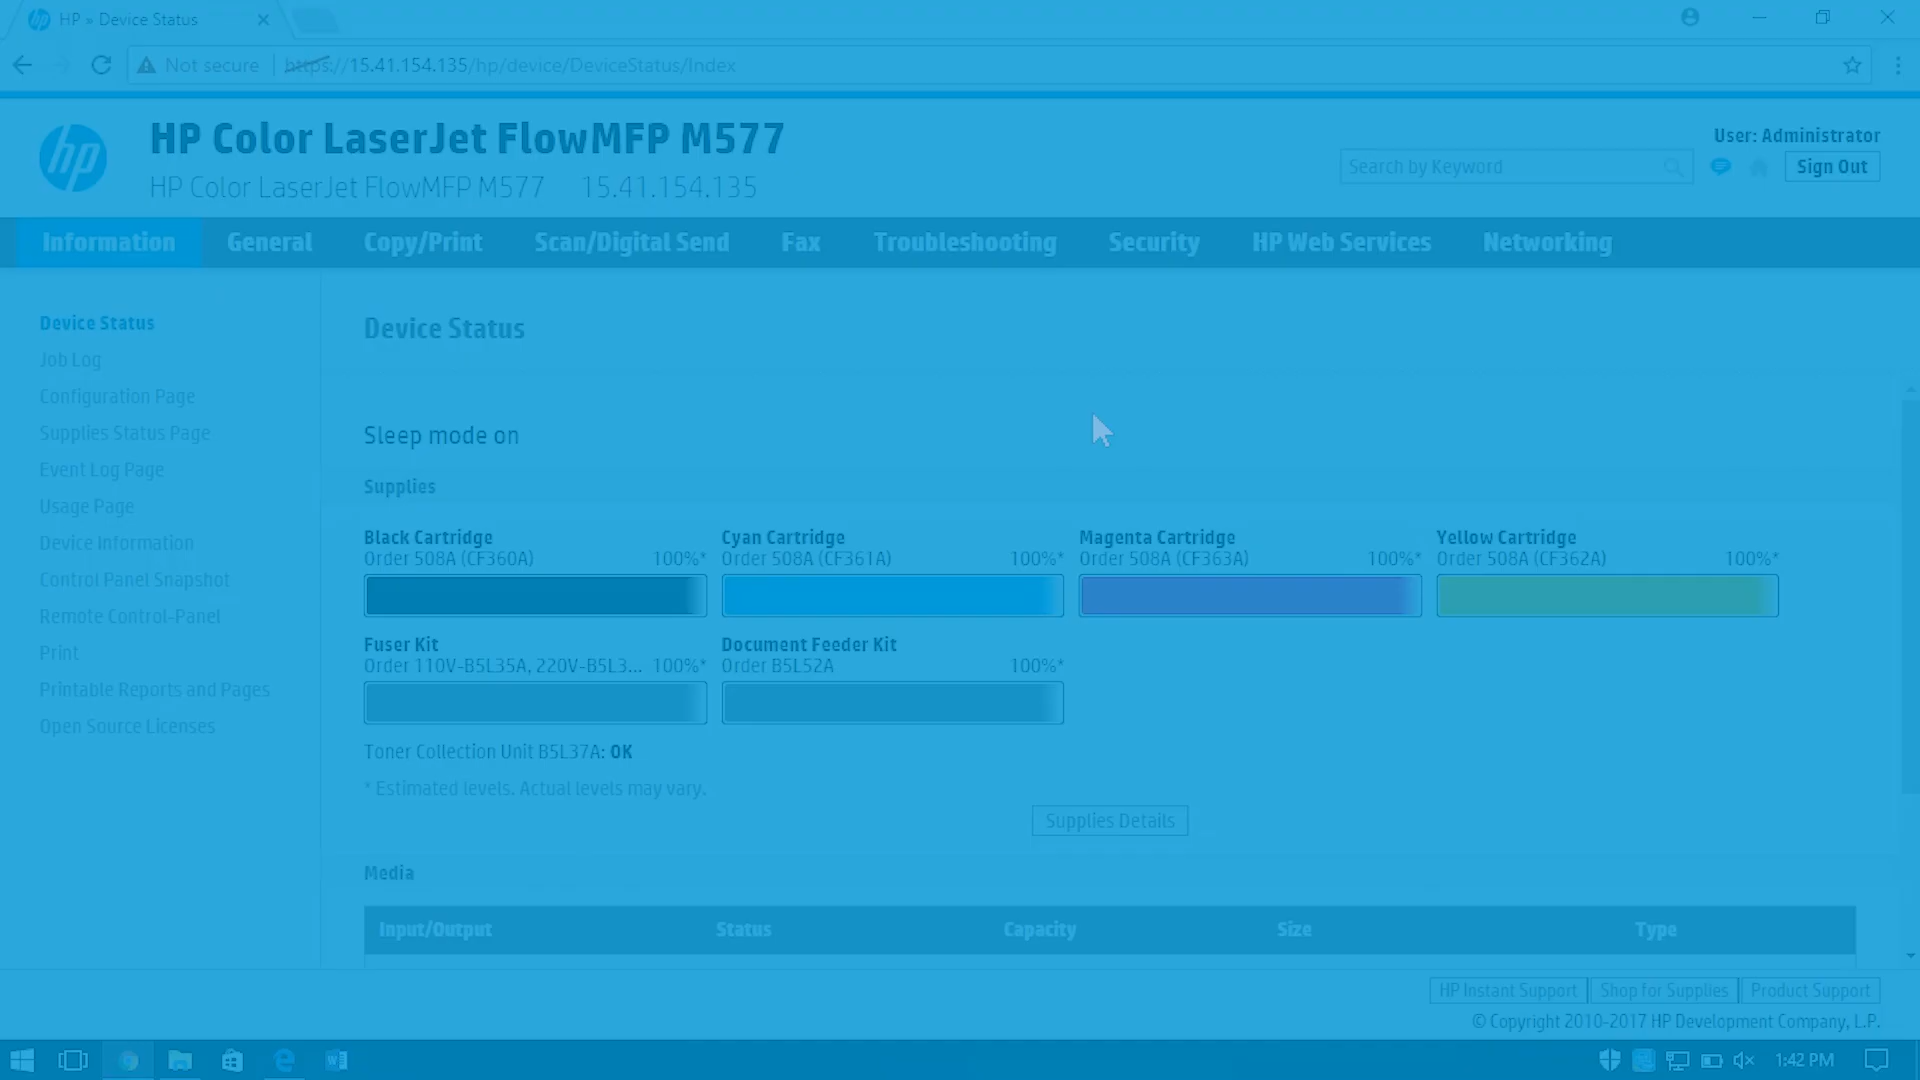 HP » Device Status
Not secure https://15.41.154.135/hp/device/DeviceStatus/Index
hp
HP Color LaserJet FlowMFP M577
HP Color LaserJet FlowMFP M577 15.41.154.135
User: Administrator
Search by Keyword
Sign Out
Information General Copy/Print Scan/Digital Send Fax Troubleshooting Security HP Web Services Networking
Device Status
Job Log
Configuration Page
Supplies Status Page
Event Log Page
Usage Page
Device Information
Control Panel Snapshot
Remote Control-Panel
Print
Printable Reports and Pages
Open Source Licenses
Device Status
Sleep mode on
Supplies
Black Cartridge
Order 508A (CF360A) 100%*
Cyan Cartridge
Order 508A (CF361A) 100%*
Magenta Cartridge
Order 508A (CF363A) 100%*
Yellow Cartridge
Order 508A (CF362A) 100%*
Fuser Kit
Order 110V-B5L35A, 220V-B5L3... 100%*
Document Feeder Kit
Order B5L52A 100%*
Toner Collection Unit B5L37A: OK
* Estimated levels. Actual levels may vary.
Supplies Details
Media
Input/Output Status Capacity Size Type
HP Instant Support Shop for Supplies Product Support
© Copyright 2010-2017 HP Development Company, L.P.
1:42 PM